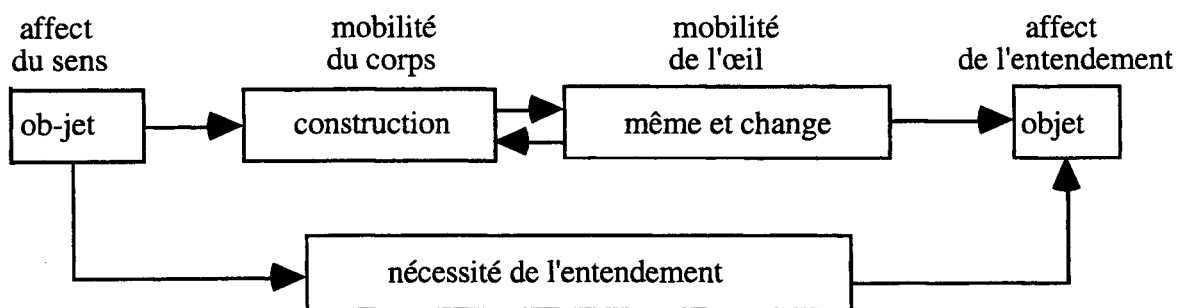 affect
du sens
mobilité
du corps
mobilité
de l'œil
affect
de l'entendement
ob-jet
construction
même et change
objet
nécessité de l'entendement